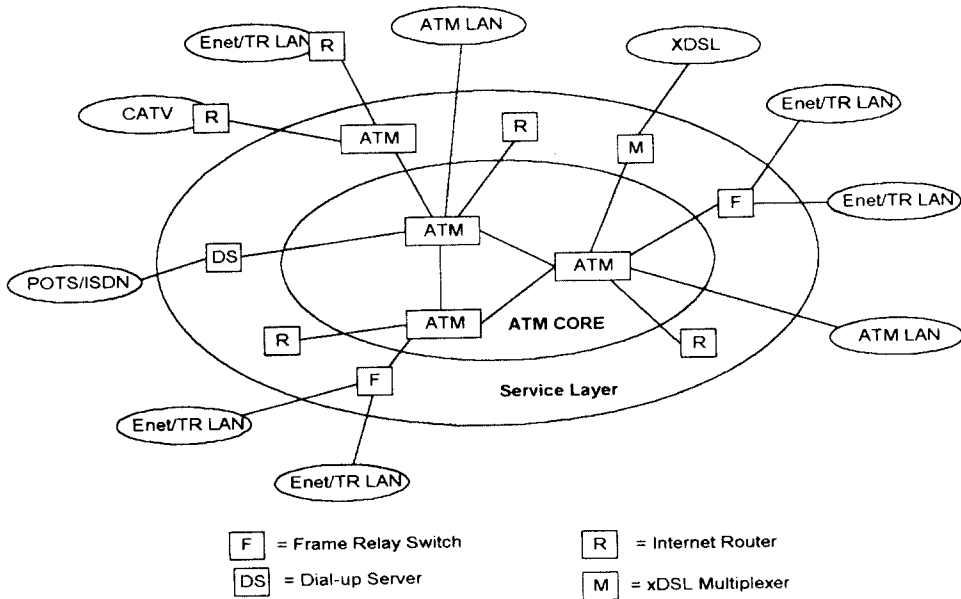 ATM LAN
Enet/TR LAN
R
XDSL
CATV
R
Enet/TR LAN
ATM
R
M
Enet/TR LAN
F
ATM
DS
ATM
POTS/ISDN
ATM
ATM CORE
R
R
ATM LAN
F
Service Layer
Enet/TR LAN
Enet/TR LAN
F = Frame Relay Switch
R = Internet Router
DS = Dial-up Server
M = xDSL Multiplexer